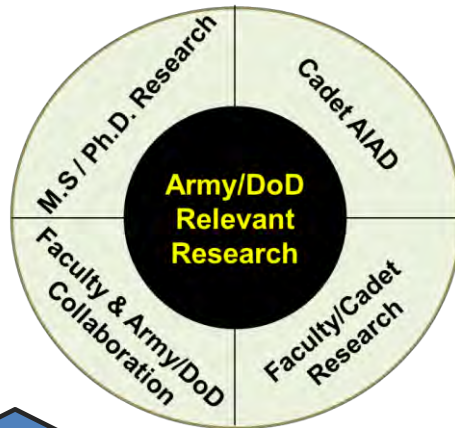 M.S / Ph.D. Research
Cadet AIAD
Army/DoD
Relevant
Research
Faculty & Army/DoD
Collaboration
Faculty/Cadet
Research